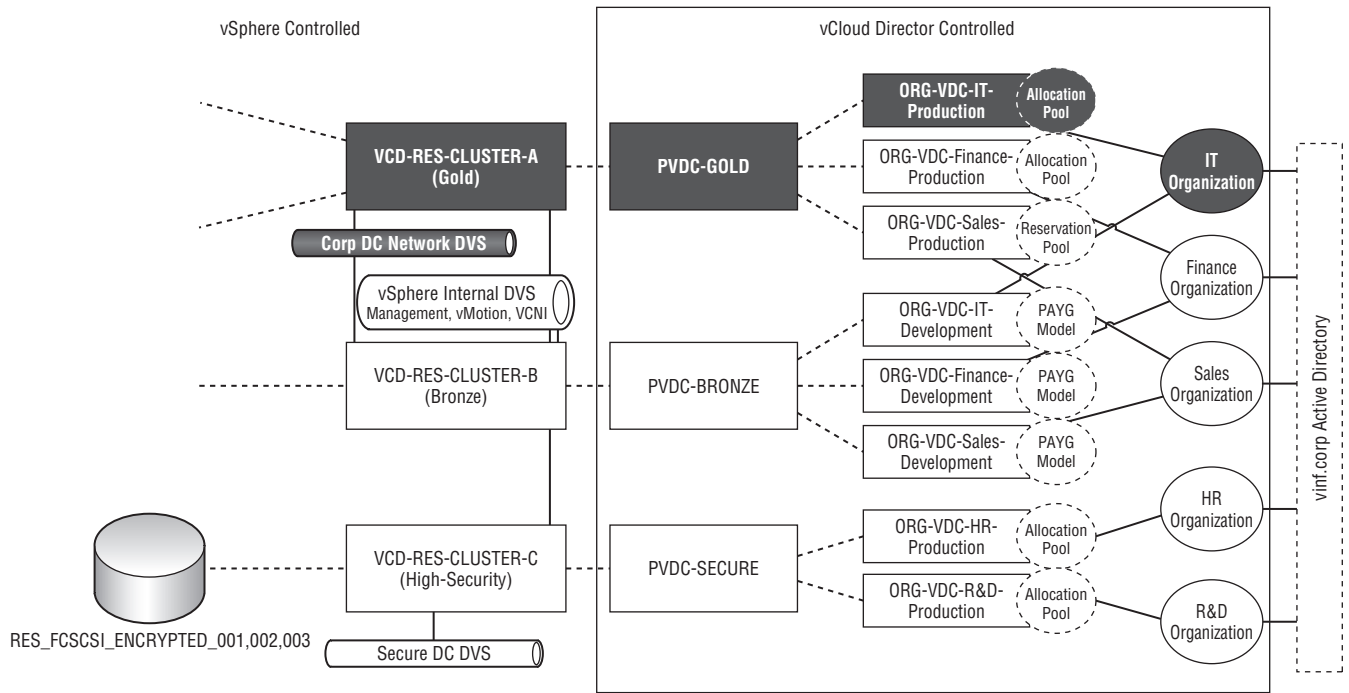 vSphere Controlled
vCloud Director Controlled
ORG-VDC-IT-
Production
Allocation
Pool
VCD-RES-CLUSTER-A
(Gold)
PVDC-GOLD
ORG-VDC-Finance-
Production
Allocation
Pool
IT
Organization
ORG-VDC-Sales-
Production
Reservation
Pool
Corp DC Network DVS
vSphere Internal DVS
Management, vMotion, VCNI
Finance
Organization
ORG-VDC-IT-
Development
PAYG
Model
VCD-RES-CLUSTER-B
(Bronze)
PVDC-BRONZE
ORG-VDC-Finance-
Development
PAYG
Model
Sales
Organization
ORG-VDC-Sales-
Development
PAYG
Model
vinf.corp Active Directory
HR
Organization
ORG-VDC-HR-
Production
Allocation
Pool
VCD-RES-CLUSTER-C
(High-Security)
PVDC-SECURE
ORG-VDC-R&D-
Production
Allocation
Pool
R&D
Organization
RES_FCSCSI_ENCRYPTED_001,002,003
Secure DC DVS